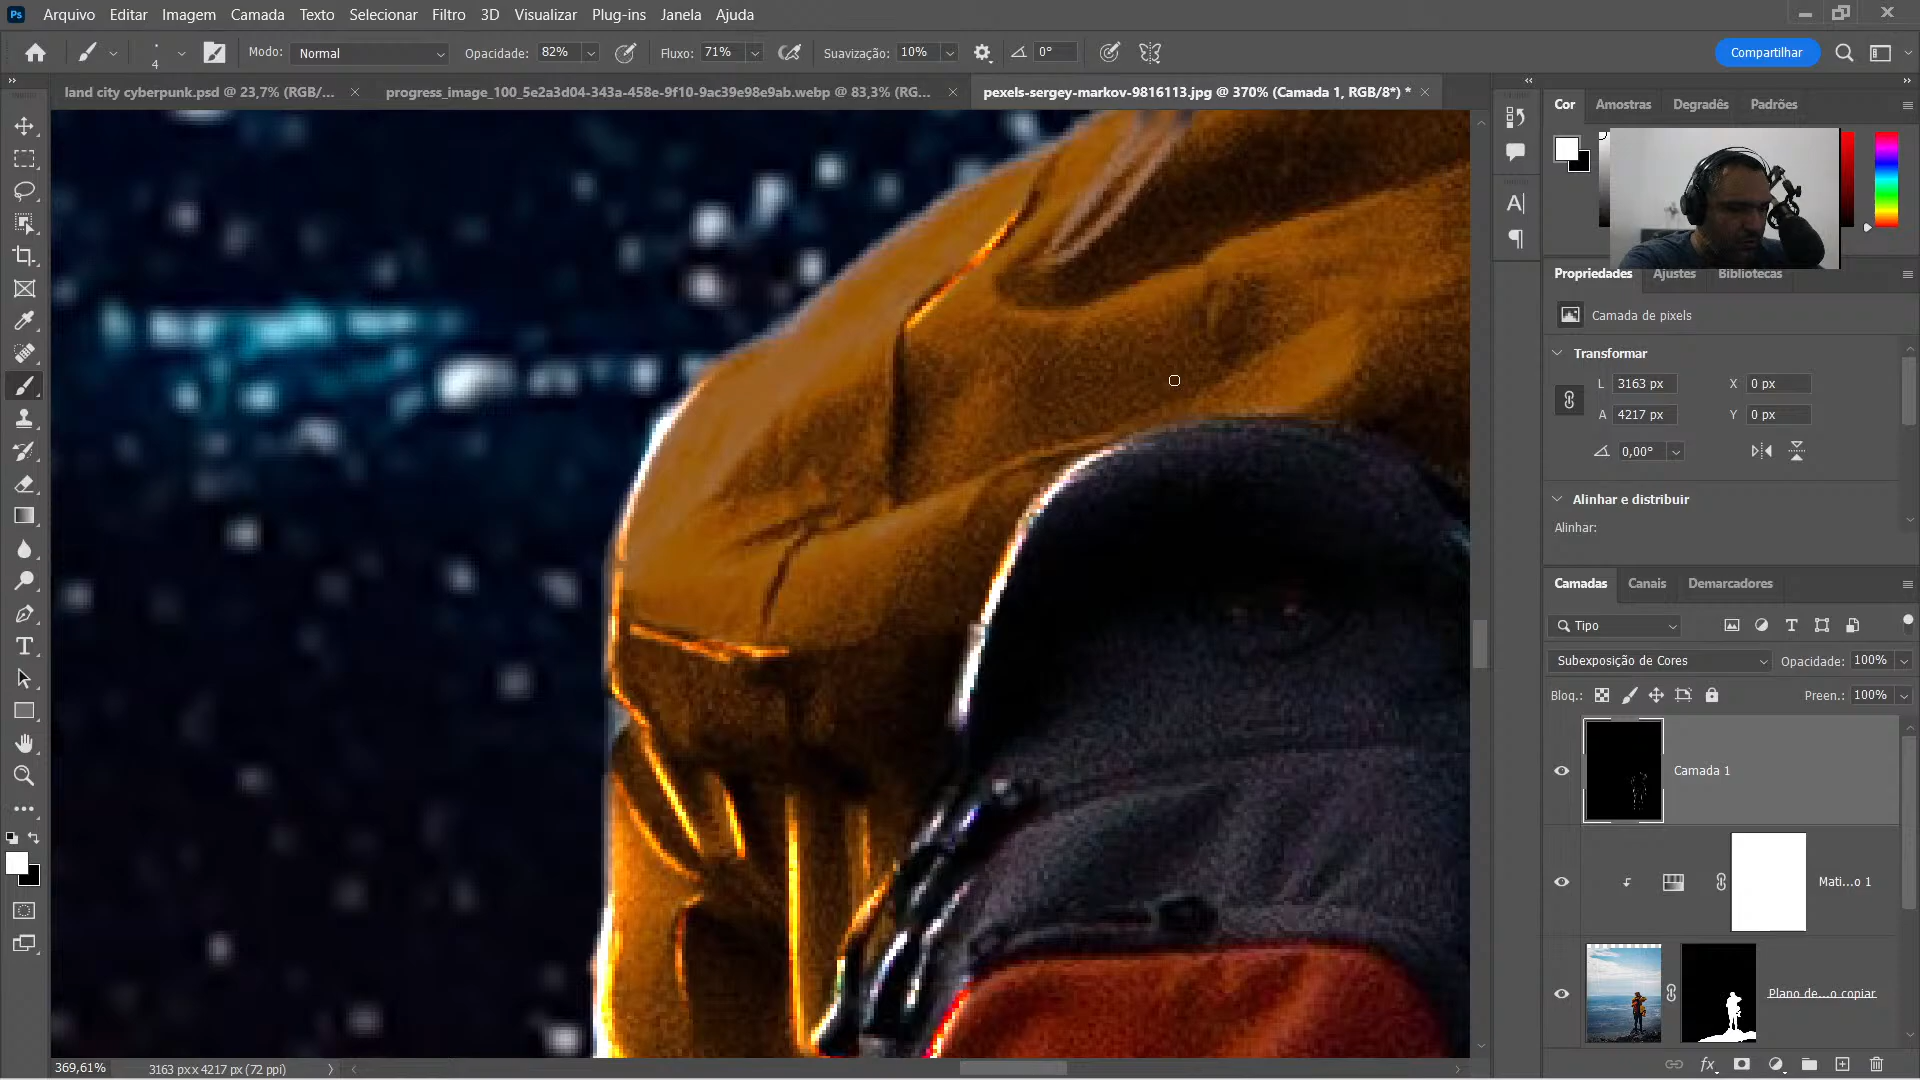 Ps Arquivo Editar Imagem Camada Texto Selecionar Filtro 3D Visualizar Plug-ins Janela Ajuda
4 Modo: Normal Opacidade: 82% Fluxo: 71% Suavização: 10% 0° Compartilhar
land city cyberpunk.psd @ 23,7% (RGB/... progress_image_100_5e2a3d04-343a-458e-9f10-9ac39e98e9ab.webp @ 83,3% (RG... pexels-sergey-markov-9816113.jpg @ 370% (Camada 1, RGB/8*) *
Cor Amostras Degradês Padrões
Propriedades Ajustes Bibliotecas
Camada de pixels
Transformar
L 3163 px X 0 px
A 4217 px Y 0 px
0,00°
Alinhar e distribuir
Alinhar:
Camadas Canais Demarcadores
Tipo
Subexposição de Cores Opacidade: 100%
Bloq.: Preen.: 100%
Camada 1
Mati...o 1
Plano de...o copiar
fx
369,61% 3163 px x 4217 px (72 ppi)